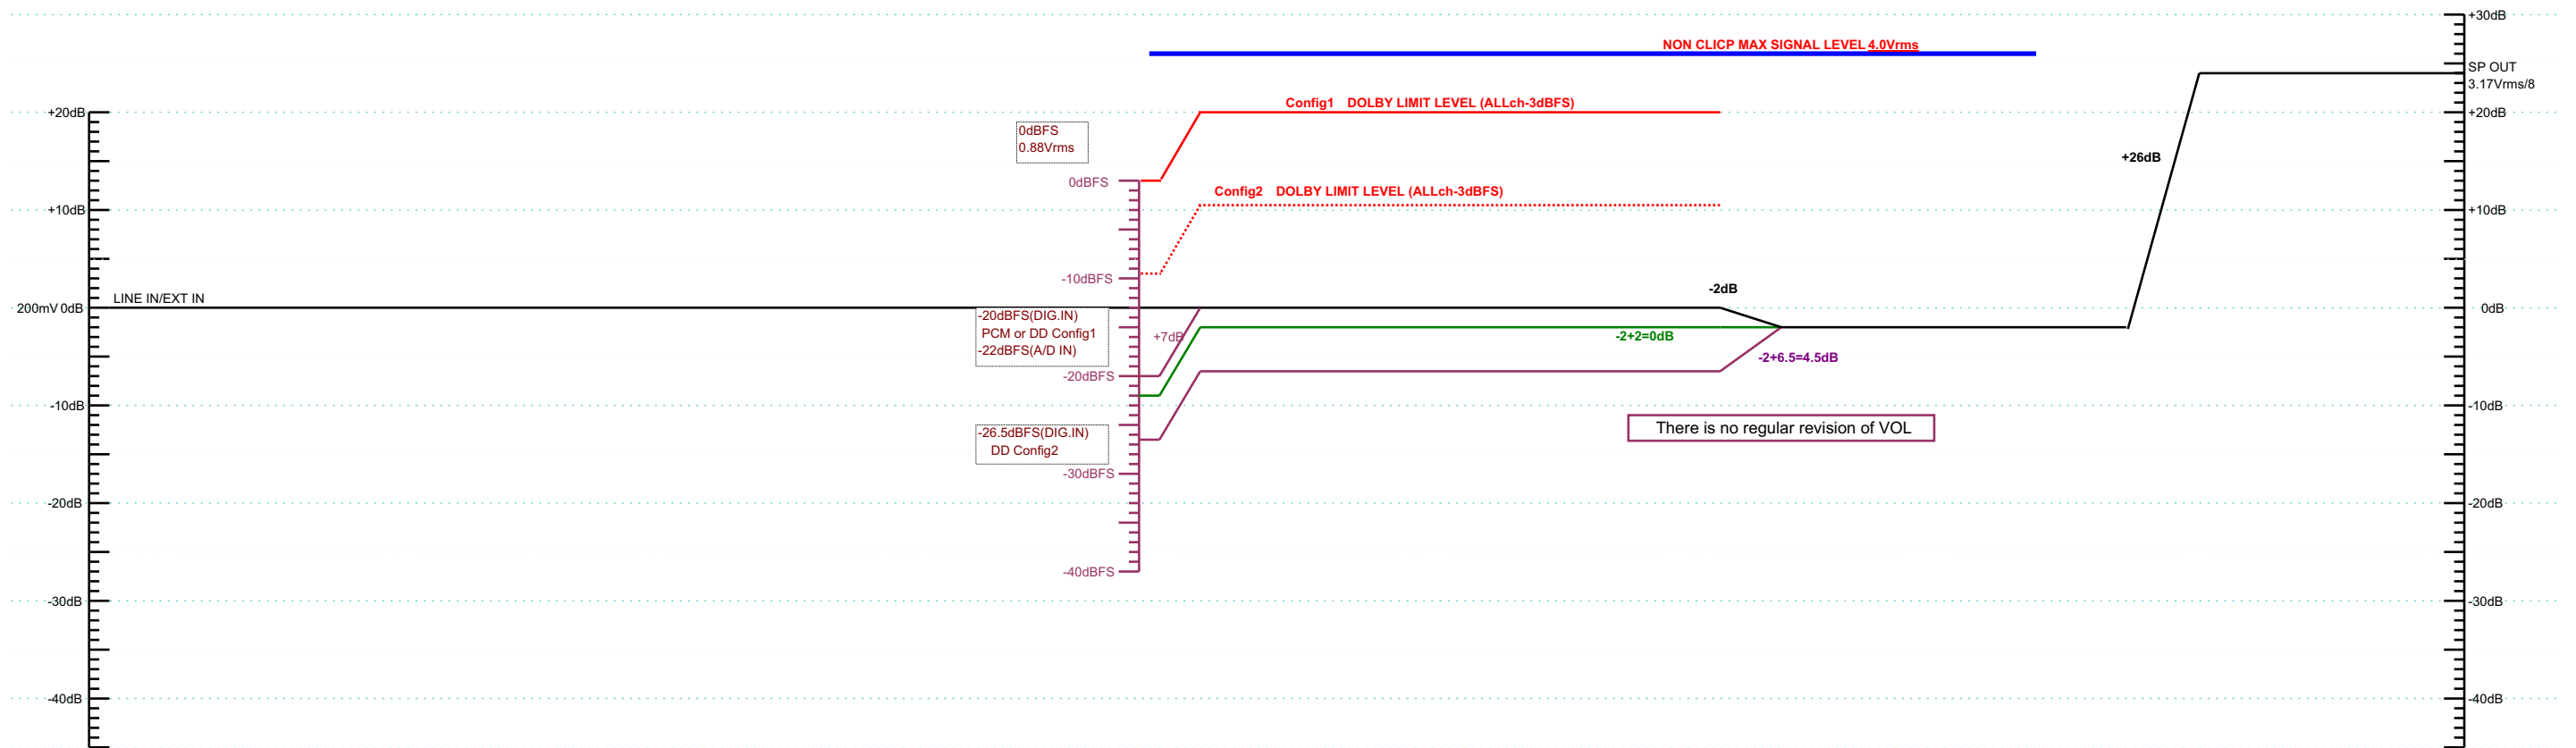 +30dB
NON CLICP MAX SIGNAL LEVEL 4.0Vrms
SP OUT
3.17Vrms/8
+20dB
Config1 DOLBY LIMIT LEVEL (ALLch-3dBFS)
+20dB
0dBFS
0.88Vrms
+26dB
0dBFS
Config2 DOLBY LIMIT LEVEL (ALLch-3dBFS)
+10dB
+10dB
-10dBFS
LINE IN/EXT IN
-2dB
200mV 0dB
0dB
-20dBFS(DIG.IN)
PCM or DD Config1
-22dBFS(A/D IN)
+7dB
-2+2=0dB
-2+6.5=4.5dB
-20dBFS
-10dB
-10dB
-26.5dBFS(DIG.IN)
DD Config2
There is no regular revision of VOL
-30dBFS
-20dB
-20dB
-40dBFS
-30dB
-30dB
-40dB
-40dB